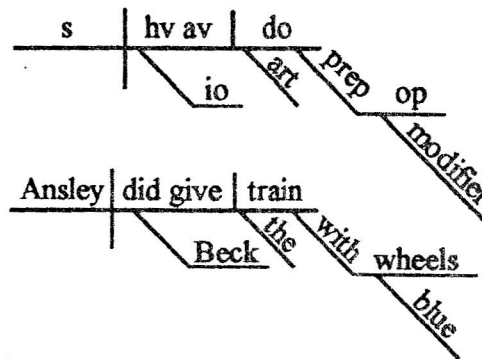 s hv av do
art prep op
io modifier
Ansley did give train
the with wheels
Beck blue